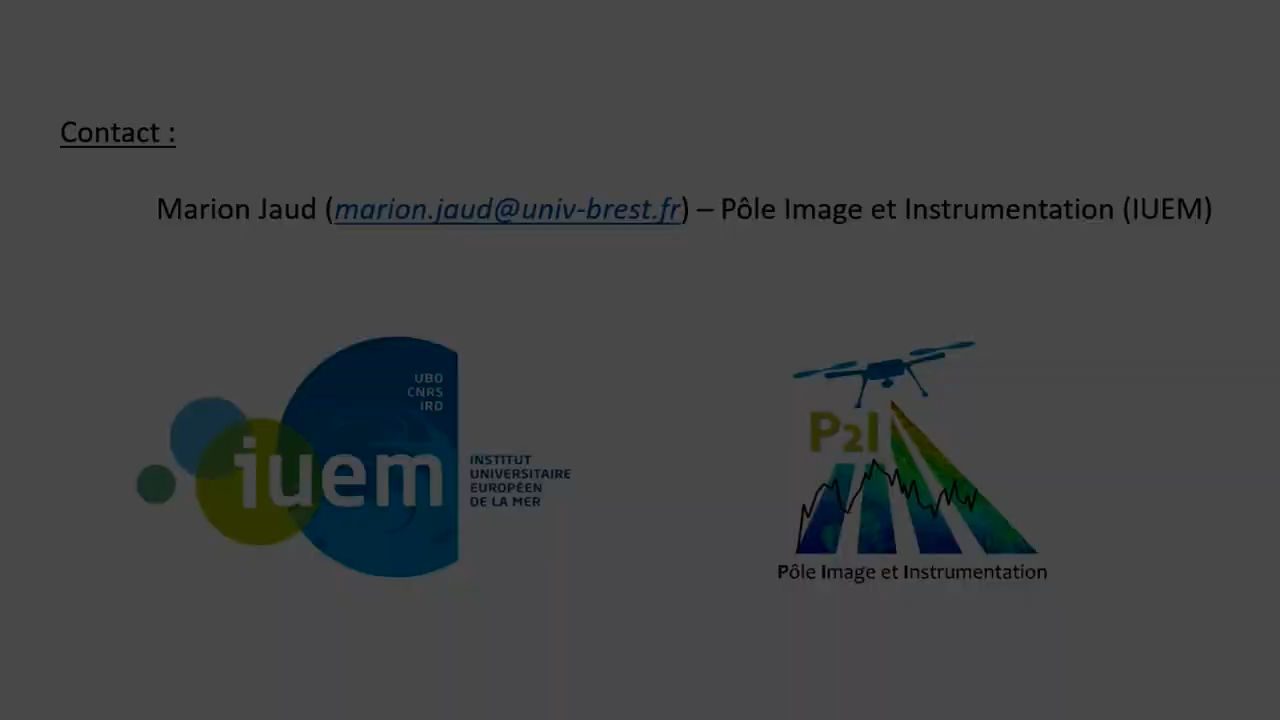 Contact :
Marion Jaud (marion.jaud@univ-brest.fr) – Pôle Image et Instrumentation (IUEM)
UBO
CNRS
IRD
iuem
INSTITUT
UNIVERSITAIRE
EUROPÉEN
DE LA MER
P2I
Pôle Image et Instrumentation